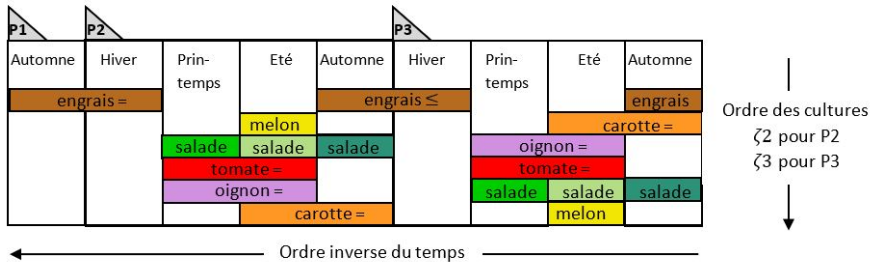 P1 P2 P3
Automne Hiver Prin-temps Eté Automne Hiver Prin-temps Eté Automne
engrais = engrais ≤ engrais
melon carotte =
salade salade salade oignon =
tomate = tomate =
oignon = salade salade salade
carotte = melon
Ordre des cultures
ζ2 pour P2
ζ3 pour P3
Ordre inverse du temps